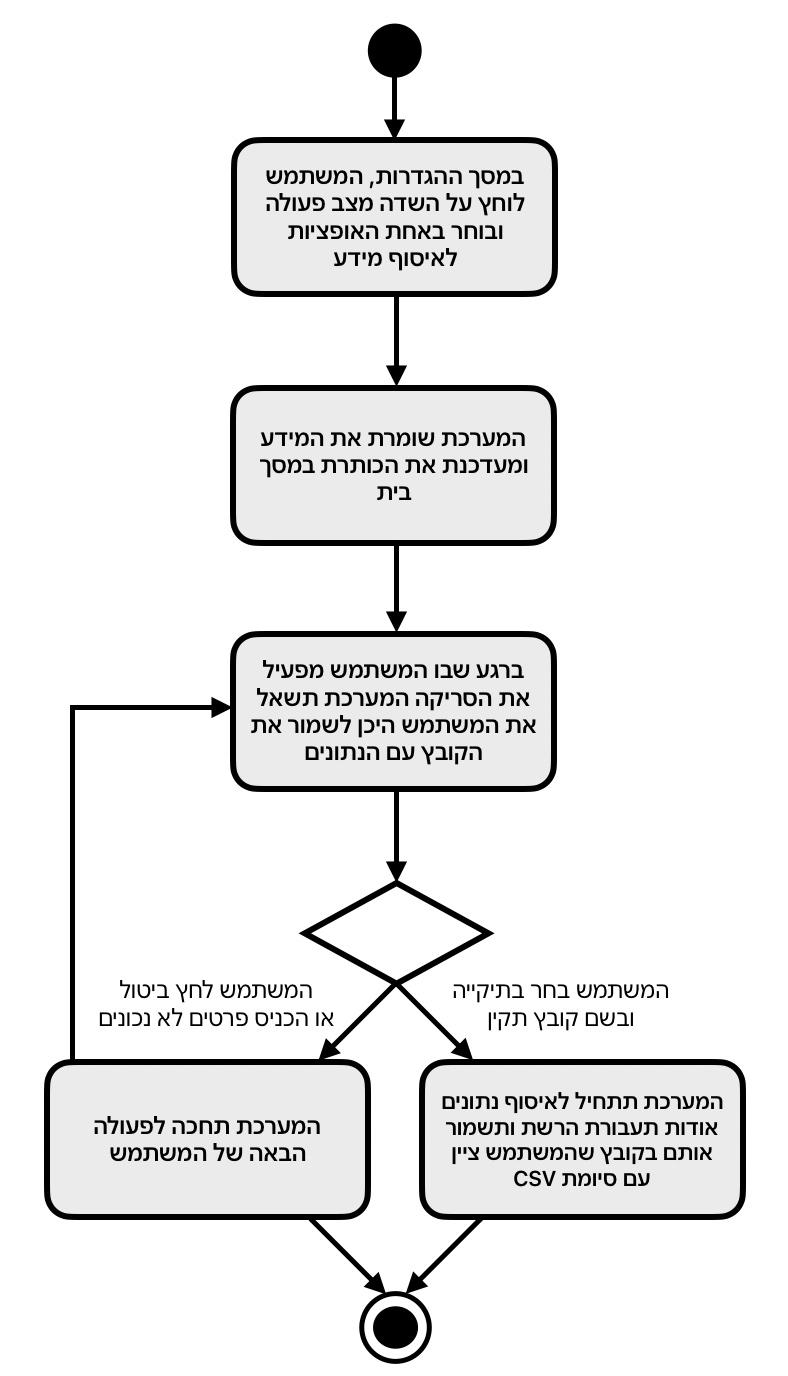 במסך ההגדרות, המשתמש
לוחץ על השדה מצב פעולה
ובוחר באחת האופציות
לאיסוף מידע
המערכת שומרת את המידע
ומעדכנת את הכותרת במסך
בית
ברגע שבו המשתמש מפעיל
את הסריקה המערכת תשאל
את המשתמש היכן לשמור את
הקובץ עם הנתונים
המשתמש בחר בתיקייה
ובשם קובץ תקין
המשתמש לחץ ביטול
או הכניס פרטים לא נכונים
המערכת תתחיל לאיסוף נתונים
אודות תעבורת הרשת ותשמור
אותם בקובץ שהמשתמש ציין
עם סיומת CSV
המערכת תחכה לפעולה
הבאה של המשתמש